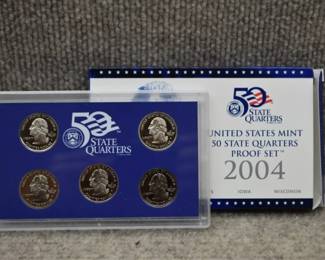 50
STATE
QUARTERS
50
STATE
QUARTERS
UNITED STATES MINT
50 STATE QUARTERS
PROOF SET™
2004
IOWA
WISCONSIN